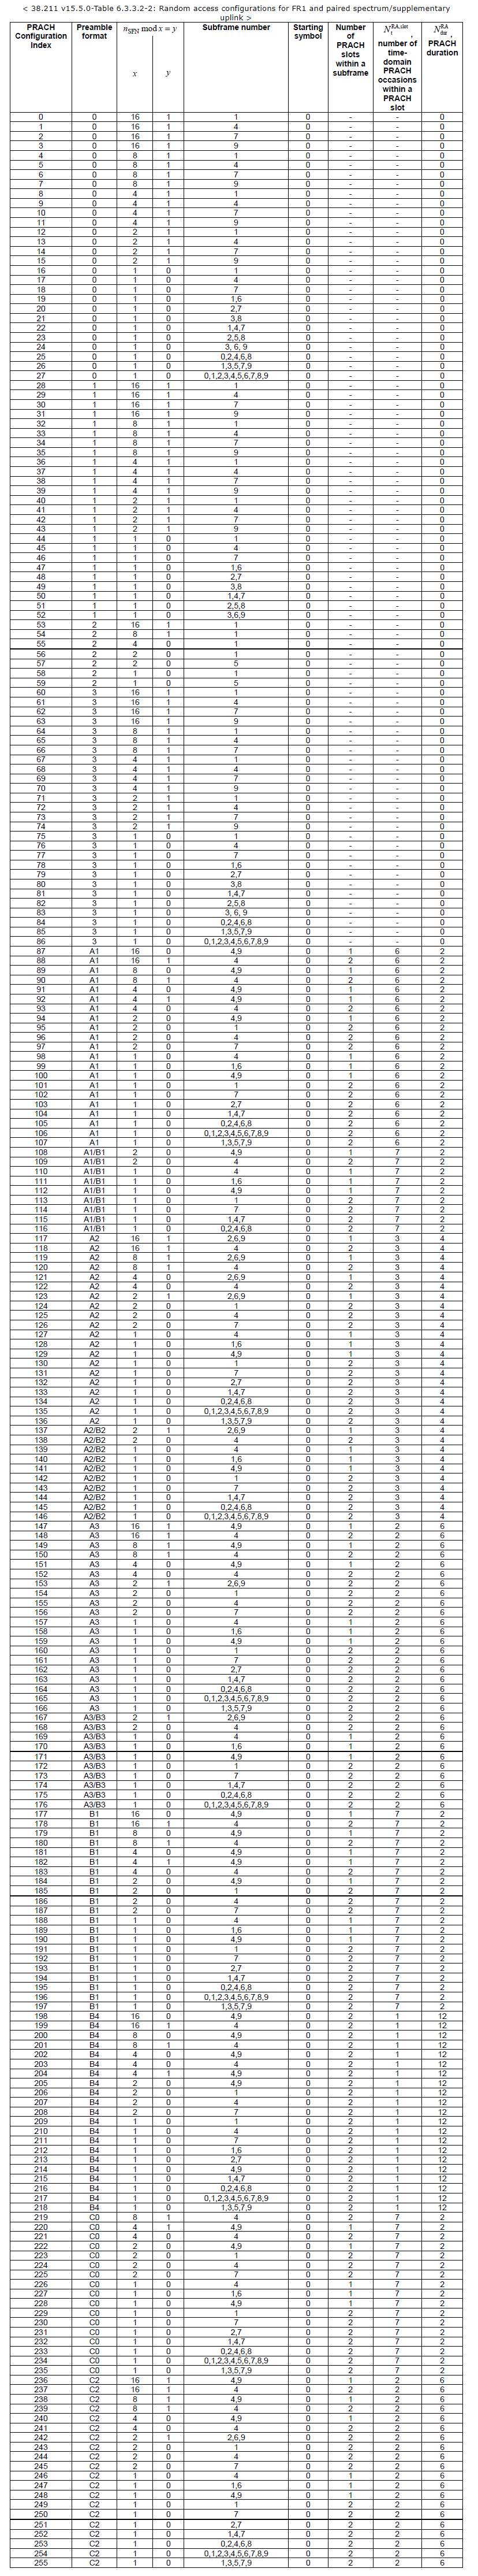 < 38.211 v15.5.0-Table 6.3.3.2-2: Random access configurations for FR1 and paired spectrum/supplementary uplink >
PRACH Configuration Index | Preamble format | nSFN mod x = y | Subframe number | Starting symbol | Number of PRACH slots within a subframe | N_t^RA,slot, number of time-domain PRACH occasions within a PRACH slot | N_dur^RA, PRACH duration
x y
0 0 16 1 1 0 - - 0
1 0 16 1 4 0 - - 0
2 0 16 1 7 0 - - 0
3 0 16 1 9 0 - - 0
4 0 8 1 1 0 - - 0
5 0 8 1 4 0 - - 0
6 0 8 1 7 0 - - 0
7 0 8 1 9 0 - - 0
8 0 4 1 1 0 - - 0
9 0 4 1 4 0 - - 0
10 0 4 1 7 0 - - 0
11 0 4 1 9 0 - - 0
12 0 2 1 1 0 - - 0
13 0 2 1 4 0 - - 0
14 0 2 1 7 0 - - 0
15 0 2 1 9 0 - - 0
16 0 1 0 1 0 - - 0
17 0 1 0 4 0 - - 0
18 0 1 0 7 0 - - 0
19 0 1 0 1,6 0 - - 0
20 0 1 0 2,7 0 - - 0
21 0 1 0 3,8 0 - - 0
22 0 1 0 1,4,7 0 - - 0
23 0 1 0 2,5,8 0 - - 0
24 0 1 0 3, 6, 9 0 - - 0
25 0 1 0 0,2,4,6,8 0 - - 0
26 0 1 0 1,3,5,7,9 0 - - 0
27 0 1 0 0,1,2,3,4,5,6,7,8,9 0 - - 0
28 1 16 1 1 0 - - 0
29 1 16 1 4 0 - - 0
30 1 16 1 7 0 - - 0
31 1 16 1 9 0 - - 0
32 1 8 1 1 0 - - 0
33 1 8 1 4 0 - - 0
34 1 8 1 7 0 - - 0
35 1 8 1 9 0 - - 0
36 1 4 1 1 0 - - 0
37 1 4 1 4 0 - - 0
38 1 4 1 7 0 - - 0
39 1 4 1 9 0 - - 0
40 1 2 1 1 0 - - 0
41 1 2 1 4 0 - - 0
42 1 2 1 7 0 - - 0
43 1 2 1 9 0 - - 0
44 1 1 0 1 0 - - 0
45 1 1 0 4 0 - - 0
46 1 1 0 7 0 - - 0
47 1 1 0 1,6 0 - - 0
48 1 1 0 2,7 0 - - 0
49 1 1 0 3,8 0 - - 0
50 1 1 0 1,4,7 0 - - 0
51 1 1 0 2,5,8 0 - - 0
52 1 1 0 3,6,9 0 - - 0
53 2 16 1 1 0 - - 0
54 2 8 1 1 0 - - 0
55 2 4 0 1 0 - - 0
56 2 2 0 1 0 - - 0
57 2 2 0 5 0 - - 0
58 2 1 0 1 0 - - 0
59 2 1 0 5 0 - - 0
60 3 16 1 1 0 - - 0
61 3 16 1 4 0 - - 0
62 3 16 1 7 0 - - 0
63 3 16 1 9 0 - - 0
64 3 8 1 1 0 - - 0
65 3 8 1 4 0 - - 0
66 3 8 1 7 0 - - 0
67 3 4 1 1 0 - - 0
68 3 4 1 4 0 - - 0
69 3 4 1 7 0 - - 0
70 3 4 1 9 0 - - 0
71 3 2 1 1 0 - - 0
72 3 2 1 4 0 - - 0
73 3 2 1 7 0 - - 0
74 3 2 1 9 0 - - 0
75 3 1 0 1 0 - - 0
76 3 1 0 4 0 - - 0
77 3 1 0 7 0 - - 0
78 3 1 0 1,6 0 - - 0
79 3 1 0 2,7 0 - - 0
80 3 1 0 3,8 0 - - 0
81 3 1 0 1,4,7 0 - - 0
82 3 1 0 2,5,8 0 - - 0
83 3 1 0 3, 6, 9 0 - - 0
84 3 1 0 0,2,4,6,8 0 - - 0
85 3 1 0 1,3,5,7,9 0 - - 0
86 3 1 0 0,1,2,3,4,5,6,7,8,9 0 - - 0
87 A1 16 0 4,9 0 1 6 2
88 A1 16 1 4 0 2 6 2
89 A1 8 0 4,9 0 1 6 2
90 A1 8 1 4 0 2 6 2
91 A1 4 0 4,9 0 1 6 2
92 A1 4 1 4,9 0 1 6 2
93 A1 4 0 4 0 2 6 2
94 A1 2 0 4,9 0 1 6 2
95 A1 2 0 1 0 2 6 2
96 A1 2 0 4 0 2 6 2
97 A1 2 0 7 0 2 6 2
98 A1 1 0 4 0 1 6 2
99 A1 1 0 1,6 0 1 6 2
100 A1 1 0 4,9 0 1 6 2
101 A1 1 0 1 0 2 6 2
102 A1 1 0 7 0 2 6 2
103 A1 1 0 2,7 0 2 6 2
104 A1 1 0 1,4,7 0 2 6 2
105 A1 1 0 0,2,4,6,8 0 2 6 2
106 A1 1 0 0,1,2,3,4,5,6,7,8,9 0 2 6 2
107 A1 1 0 1,3,5,7,9 0 2 6 2
108 A1/B1 2 0 4,9 0 1 7 2
109 A1/B1 2 0 4 0 2 7 2
110 A1/B1 1 0 4 0 1 7 2
111 A1/B1 1 0 1,6 0 1 7 2
112 A1/B1 1 0 4,9 0 1 7 2
113 A1/B1 1 0 1 0 2 7 2
114 A1/B1 1 0 7 0 2 7 2
115 A1/B1 1 0 1,4,7 0 2 7 2
116 A1/B1 1 0 0,2,4,6,8 0 2 7 2
117 A2 16 1 2,6,9 0 1 3 4
118 A2 16 1 4 0 2 3 4
119 A2 8 1 2,6,9 0 1 3 4
120 A2 8 1 4 0 2 3 4
121 A2 4 0 2,6,9 0 1 3 4
122 A2 4 0 4 0 2 3 4
123 A2 2 1 2,6,9 0 1 3 4
124 A2 2 0 1 0 2 3 4
125 A2 2 0 4 0 2 3 4
126 A2 2 0 7 0 2 3 4
127 A2 1 0 4 0 1 3 4
128 A2 1 0 1,6 0 1 3 4
129 A2 1 0 4,9 0 1 3 4
130 A2 1 0 1 0 2 3 4
131 A2 1 0 7 0 2 3 4
132 A2 1 0 2,7 0 2 3 4
133 A2 1 0 1,4,7 0 2 3 4
134 A2 1 0 0,2,4,6,8 0 2 3 4
135 A2 1 0 0,1,2,3,4,5,6,7,8,9 0 2 3 4
136 A2 1 0 1,3,5,7,9 0 2 3 4
137 A2/B2 2 1 2,6,9 0 1 3 4
138 A2/B2 2 0 4 0 2 3 4
139 A2/B2 1 0 4 0 1 3 4
140 A2/B2 1 0 1,6 0 1 3 4
141 A2/B2 1 0 4,9 0 1 3 4
142 A2/B2 1 0 1 0 2 3 4
143 A2/B2 1 0 7 0 2 3 4
144 A2/B2 1 0 1,4,7 0 2 3 4
145 A2/B2 1 0 0,2,4,6,8 0 2 3 4
146 A2/B2 1 0 0,1,2,3,4,5,6,7,8,9 0 2 3 4
147 A3 16 1 4,9 0 1 2 6
148 A3 16 1 4 0 2 2 6
149 A3 8 1 4,9 0 1 2 6
150 A3 8 1 4 0 2 2 6
151 A3 4 0 4,9 0 1 2 6
152 A3 4 0 4 0 2 2 6
153 A3 2 1 2,6,9 0 2 2 6
154 A3 2 0 1 0 2 2 6
155 A3 2 0 4 0 2 2 6
156 A3 2 0 7 0 2 2 6
157 A3 1 0 4 0 1 2 6
158 A3 1 0 1,6 0 1 2 6
159 A3 1 0 4,9 0 1 2 6
160 A3 1 0 1 0 2 2 6
161 A3 1 0 7 0 2 2 6
162 A3 1 0 2,7 0 2 2 6
163 A3 1 0 1,4,7 0 2 2 6
164 A3 1 0 0,2,4,6,8 0 2 2 6
165 A3 1 0 0,1,2,3,4,5,6,7,8,9 0 2 2 6
166 A3 1 0 1,3,5,7,9 0 2 2 6
167 A3/B3 2 1 2,6,9 0 2 2 6
168 A3/B3 2 0 4 0 2 2 6
169 A3/B3 1 0 4 0 1 2 6
170 A3/B3 1 0 1,6 0 1 2 6
171 A3/B3 1 0 4,9 0 1 2 6
172 A3/B3 1 0 1 0 2 2 6
173 A3/B3 1 0 7 0 2 2 6
174 A3/B3 1 0 1,4,7 0 2 2 6
175 A3/B3 1 0 0,2,4,6,8 0 2 2 6
176 A3/B3 1 0 0,1,2,3,4,5,6,7,8,9 0 2 2 6
177 B1 16 0 4,9 0 1 7 2
178 B1 16 1 4 0 2 7 2
179 B1 8 0 4,9 0 1 7 2
180 B1 8 1 4 0 2 7 2
181 B1 4 0 4,9 0 1 7 2
182 B1 4 1 4,9 0 1 7 2
183 B1 4 0 4 0 2 7 2
184 B1 2 0 4,9 0 1 7 2
185 B1 2 0 1 0 2 7 2
186 B1 2 0 4 0 2 7 2
187 B1 2 0 7 0 2 7 2
188 B1 1 0 4 0 1 7 2
189 B1 1 0 1,6 0 1 7 2
190 B1 1 0 4,9 0 1 7 2
191 B1 1 0 1 0 2 7 2
192 B1 1 0 7 0 2 7 2
193 B1 1 0 2,7 0 2 7 2
194 B1 1 0 1,4,7 0 2 7 2
195 B1 1 0 0,2,4,6,8 0 2 7 2
196 B1 1 0 0,1,2,3,4,5,6,7,8,9 0 2 7 2
197 B1 1 0 1,3,5,7,9 0 2 7 2
198 B4 16 0 4,9 0 2 1 12
199 B4 16 1 4 0 2 1 12
200 B4 8 0 4,9 0 2 1 12
201 B4 8 1 4 0 2 1 12
202 B4 4 0 4,9 0 2 1 12
203 B4 4 0 4 0 2 1 12
204 B4 4 1 4,9 0 2 1 12
205 B4 2 0 4,9 0 2 1 12
206 B4 2 0 1 0 2 1 12
207 B4 2 0 4 0 2 1 12
208 B4 2 0 7 0 2 1 12
209 B4 1 0 1 0 2 1 12
210 B4 1 0 4 0 2 1 12
211 B4 1 0 7 0 2 1 12
212 B4 1 0 1,6 0 2 1 12
213 B4 1 0 2,7 0 2 1 12
214 B4 1 0 4,9 0 2 1 12
215 B4 1 0 1,4,7 0 2 1 12
216 B4 1 0 0,2,4,6,8 0 2 1 12
217 B4 1 0 0,1,2,3,4,5,6,7,8,9 0 2 1 12
218 B4 1 0 1,3,5,7,9 0 2 1 12
219 C0 8 1 4 0 2 7 2
220 C0 4 1 4,9 0 1 7 2
221 C0 4 0 4 0 2 7 2
222 C0 2 0 4,9 0 1 7 2
223 C0 2 0 1 0 2 7 2
224 C0 2 0 4 0 2 7 2
225 C0 2 0 7 0 2 7 2
226 C0 1 0 4 0 1 7 2
227 C0 1 0 1,6 0 1 7 2
228 C0 1 0 4,9 0 1 7 2
229 C0 1 0 1 0 2 7 2
230 C0 1 0 7 0 2 7 2
231 C0 1 0 2,7 0 2 7 2
232 C0 1 0 1,4,7 0 2 7 2
233 C0 1 0 0,2,4,6,8 0 2 7 2
234 C0 1 0 0,1,2,3,4,5,6,7,8,9 0 2 7 2
235 C0 1 0 1,3,5,7,9 0 2 7 2
236 C2 16 1 4,9 0 1 2 6
237 C2 16 1 4 0 2 2 6
238 C2 8 1 4,9 0 1 2 6
239 C2 8 1 4 0 2 2 6
240 C2 4 0 4,9 0 1 2 6
241 C2 4 0 4 0 2 2 6
242 C2 2 1 2,6,9 0 2 2 6
243 C2 2 0 1 0 2 2 6
244 C2 2 0 4 0 2 2 6
245 C2 2 0 7 0 2 2 6
246 C2 1 0 4 0 1 2 6
247 C2 1 0 1,6 0 1 2 6
248 C2 1 0 4,9 0 1 2 6
249 C2 1 0 1 0 2 2 6
250 C2 1 0 7 0 2 2 6
251 C2 1 0 2,7 0 2 2 6
252 C2 1 0 1,4,7 0 2 2 6
253 C2 1 0 0,2,4,6,8 0 2 2 6
254 C2 1 0 0,1,2,3,4,5,6,7,8,9 0 2 2 6
255 C2 1 0 1,3,5,7,9 0 2 2 6